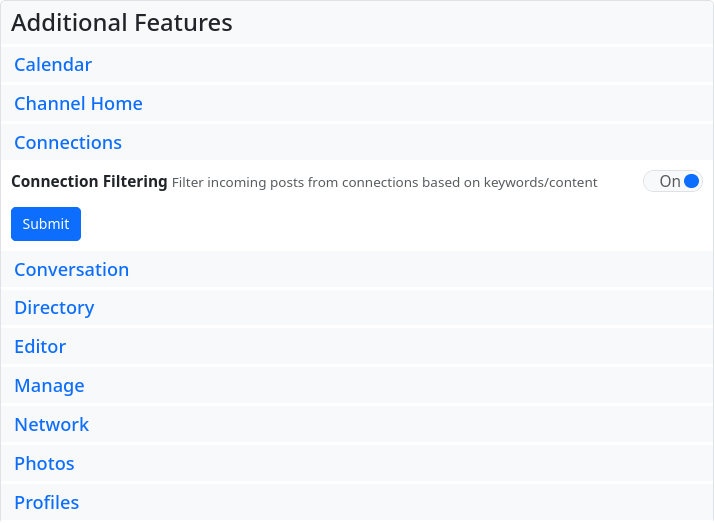 Additional Features
Calendar
Channel Home
Connections
Connection Filtering Filter incoming posts from connections based on keywords/content On
Submit
Conversation
Directory
Editor
Manage
Network
Photos
Profiles